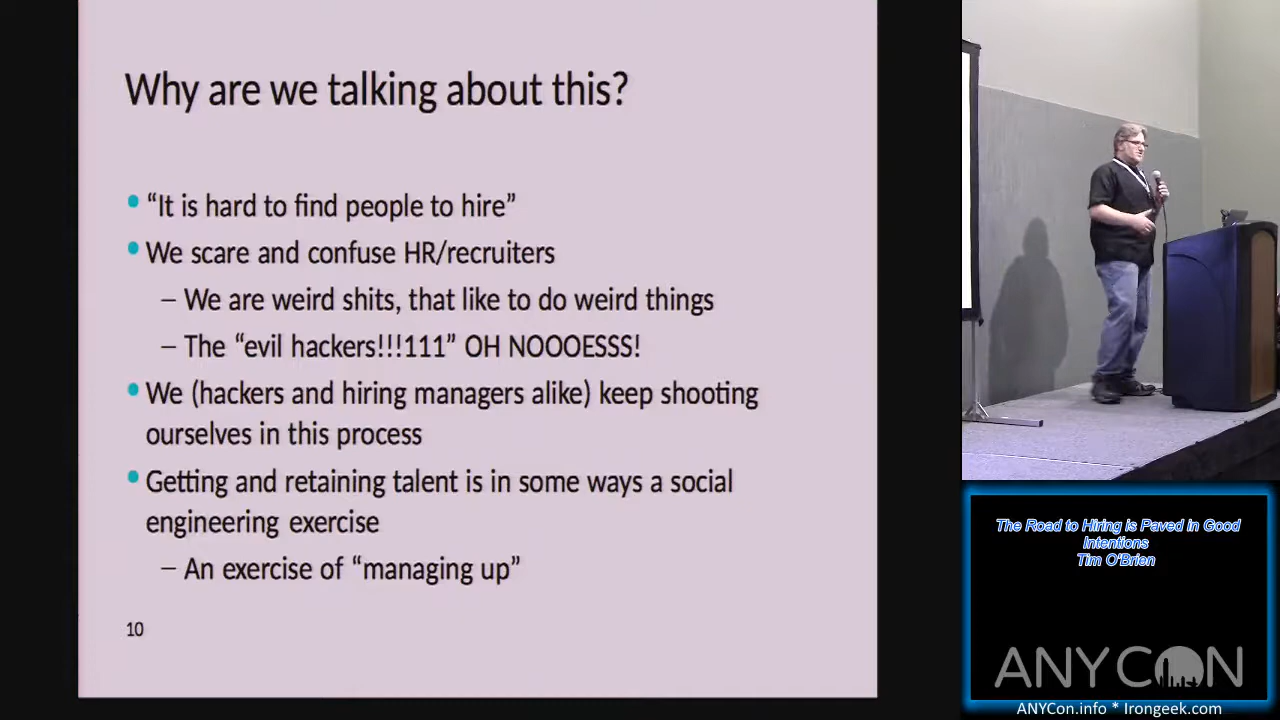 Why are we talking about this?
• “It is hard to find people to hire”
• We scare and confuse HR/recruiters
– We are weird shits, that like to do weird things
– The “evil hackers!!!111” OH NOOOESSS!
• We (hackers and hiring managers alike) keep shooting
ourselves in this process
• Getting and retaining talent is in some ways a social
engineering exercise
– An exercise of “managing up”
10
The Road to Hiring is Paved in Good
Intentions
Tim O'Brien
ANYCON
ANYCon.info * Irongeek.com